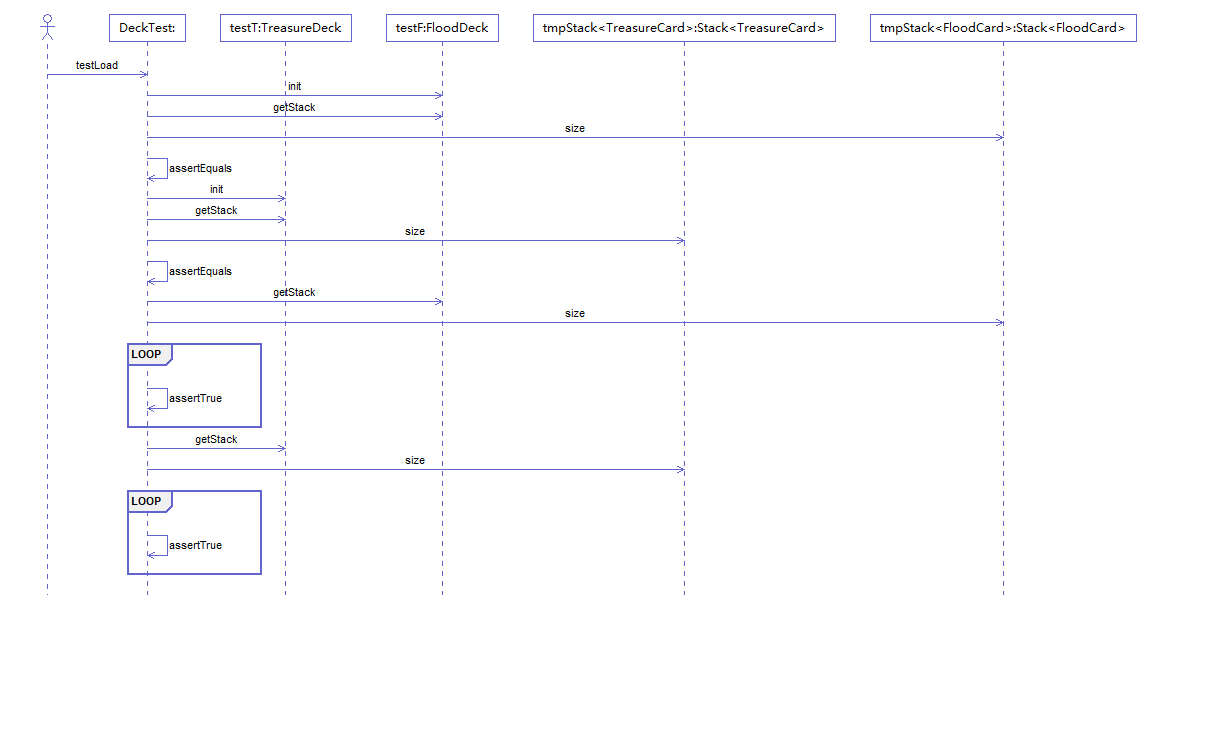 DeckTest:
testT:TreasureDeck
testF:FloodDeck
tmpStack<TreasureCard>:Stack<TreasureCard>
tmpStack<FloodCard>:Stack<FloodCard>
testLoad
init
getStack
size
assertEquals
init
getStack
size
assertEquals
getStack
size
LOOP
assertTrue
getStack
size
LOOP
assertTrue